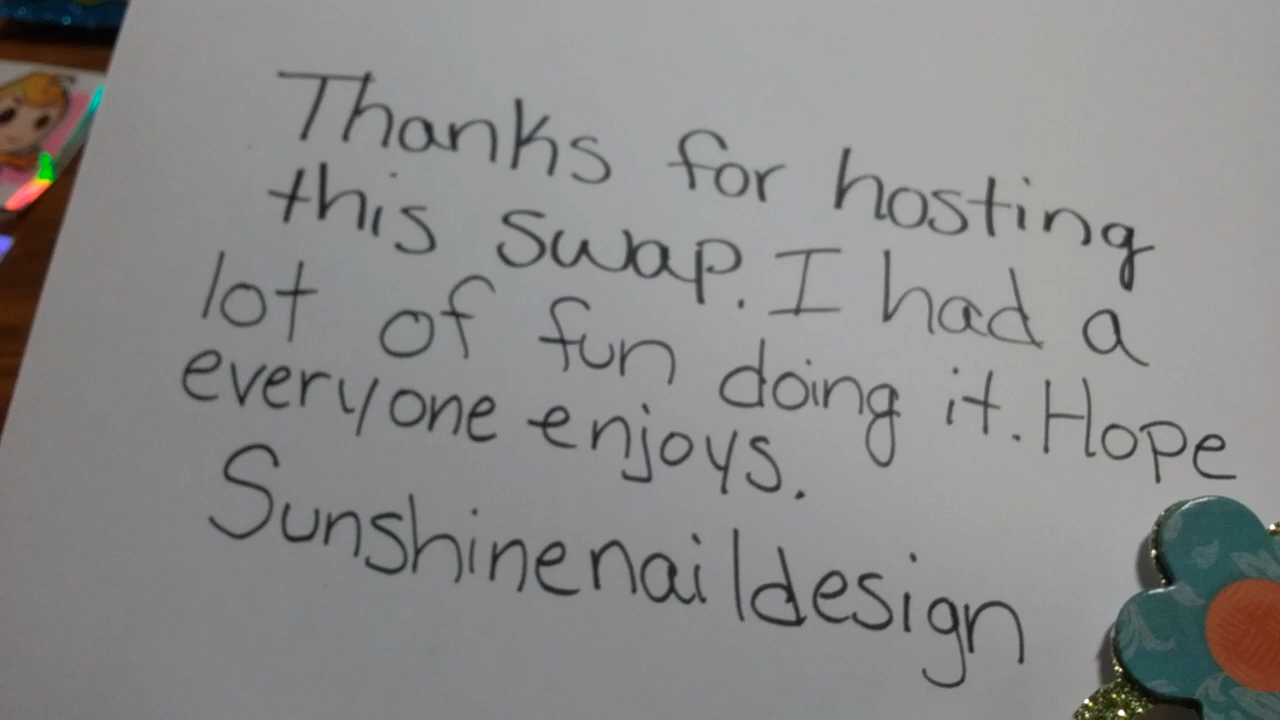 Thanks for hosting
this swap. I had a
lot of fun doing it. Hope
everyone enjoys.
Sunshinenaildesign